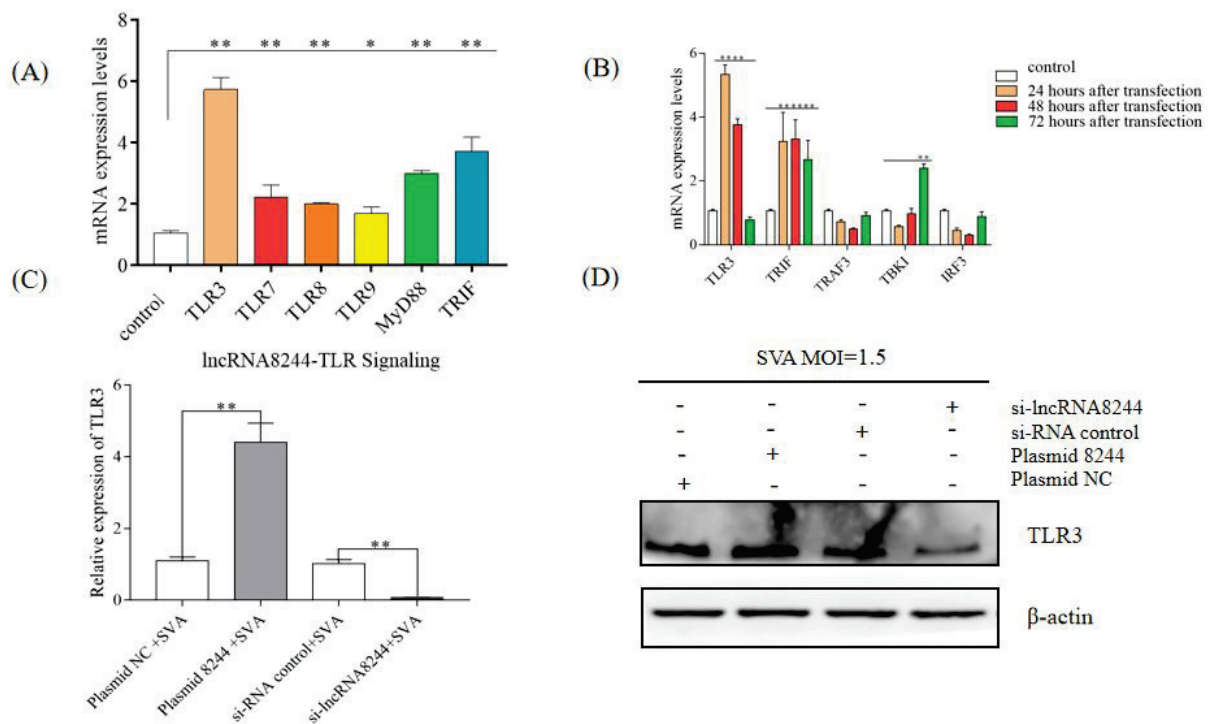 (A)
mRNA expression levels
8
6
4
2
0
** ** ** * ** **
control TLR3 TLR7 TLR8 TLR9 MyD88 TRIF
(B)
mRNA expression levels
6
4
2
0
**** ****** **
TLR3 TRIF TRAF3 TBK1 IRF3
control
24 hours after transfection
48 hours after transfection
72 hours after transfection
(C)
lncRNA8244-TLR Signaling
Relative expression of TLR3
6
4
2
0
** **
Plasmid NC +SVA Plasmid 8244 +SVA si-RNA control+SVA si-lncRNA8244+SVA
(D)
SVA MOI=1.5
- - - + si-lncRNA8244
- - + - si-RNA control
- + - - Plasmid 8244
+ - - - Plasmid NC
TLR3
β-actin